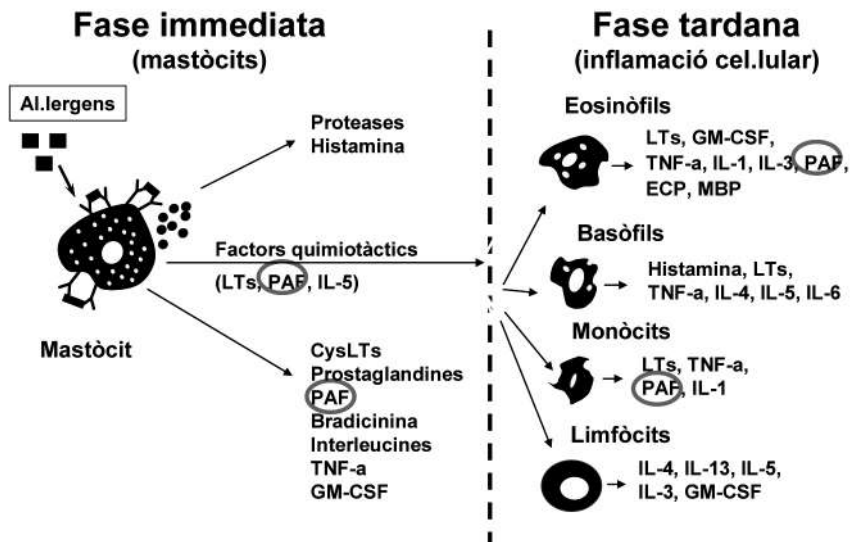 Fase immediata
(mastòcits)
Al.lergens
Proteases
Histamina
Factors quimiotàctics
(LTs, PAF, IL-5)
Mastòcit
CysLTs
Prostaglandines
PAF
Bradicinina
Interleucines
TNF-a
GM-CSF
Fase tardana
(inflamació cel.lular)
Eosinòfils
LTs, GM-CSF,
TNF-a, IL-1, IL-3, PAF,
ECP, MBP
Basòfils
Histamina, LTs,
TNF-a, IL-4, IL-5, IL-6
Monòcits
LTs, TNF-a,
PAF, IL-1
Limfòcits
IL-4, IL-13, IL-5,
IL-3, GM-CSF